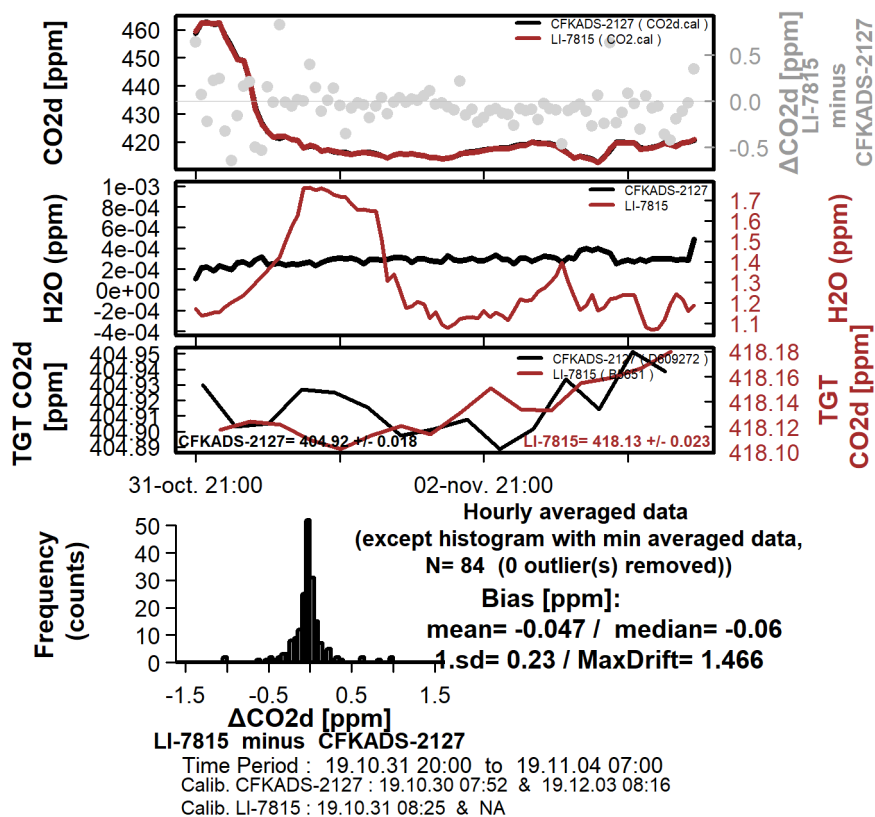 CFKADS-2127 ( CO2d.cal )
LI-7815 ( CO2.cal )
CO2d [ppm]
460
450
440
430
420
0.5
0.0
-0.5
ΔCO2d [ppm]
LI-7815
minus
CFKADS-2127
CFKADS-2127
LI-7815
H2O (ppm)
1e-03
8e-04
6e-04
4e-04
2e-04
0e+00
-2e-04
-4e-04
1.7
1.6
1.5
1.4
1.3
1.2
1.1
H2O (ppm)
LI-7815 ( B
TGT CO2d
[ppm]
404.95
404.93
404.91
404.90
404.89
418.18
418.16
418.14
418.12
418.10
TGT
CO2d [ppm]
CFKADS-2127= 404.92 +/- 0.018
LI-7815= 418.13 +/- 0.023
31-oct. 21:00
02-nov. 21:00
Hourly averaged data
(except histogram with min averaged data,
N= 84 (0 outlier(s) removed))
Bias [ppm]:
mean= -0.047 / median= -0.06
1.sd= 0.23 / MaxDrift= 1.466
Frequency
(counts)
50
40
30
20
10
0
-1.5
-0.5
0.5
1.5
ΔCO2d [ppm]
LI-7815 minus CFKADS-2127
Time Period : 19.10.31 20:00 to 19.11.04 07:00
Calib. CFKADS-2127 : 19.10.30 07:52 & 19.12.03 08:16
Calib. LI-7815 : 19.10.31 08:25 & NA